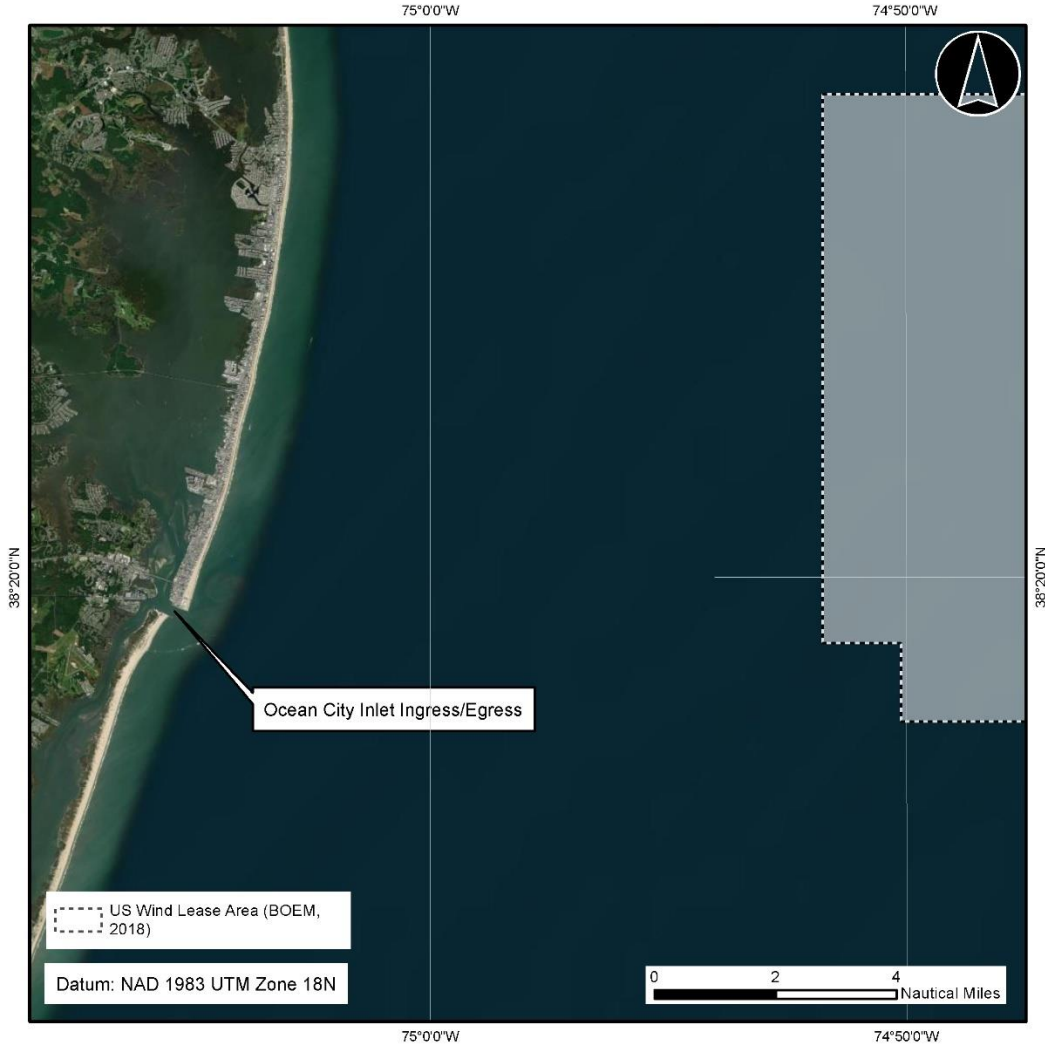 75°0'0"W
74°50'0"W
38°20'0"N
38°20'0"N
Ocean City Inlet Ingress/Egress
US Wind Lease Area (BOEM,
2018)
Datum: NAD 1983 UTM Zone 18N
0 2 4
Nautical Miles
75°0'0"W
74°50'0"W